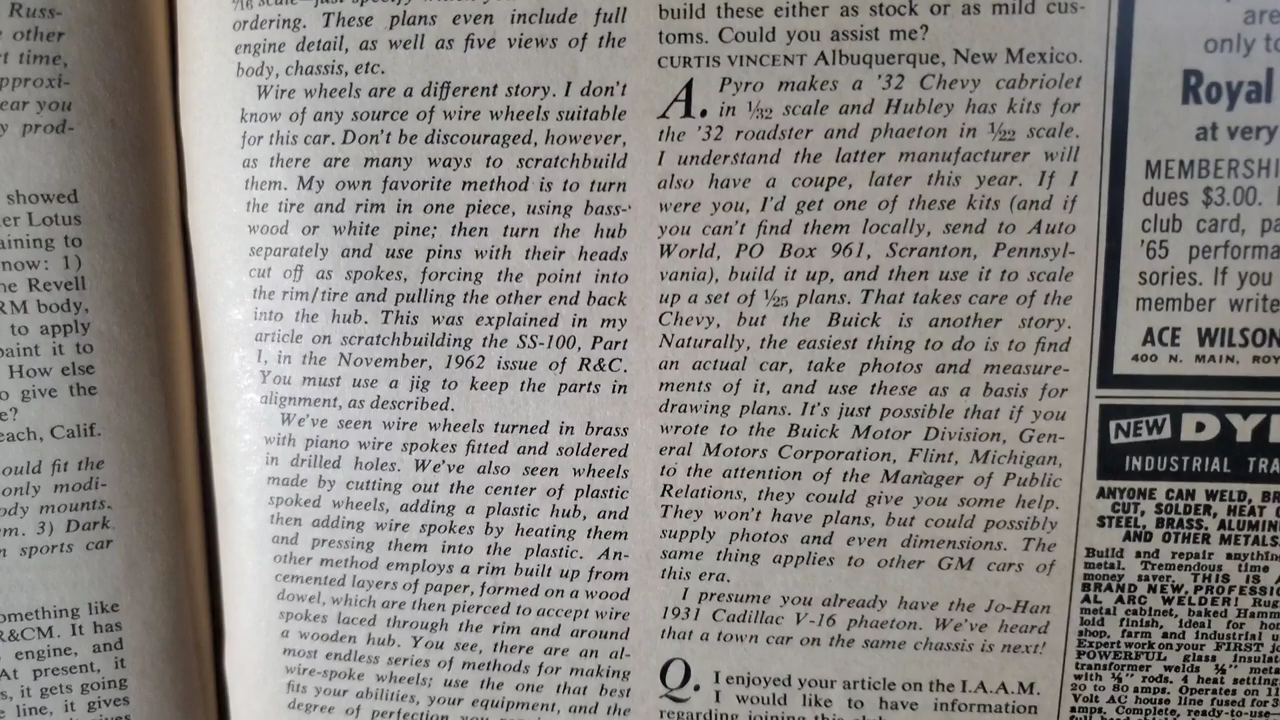 Russ-
other
t time,
pproxi-
ear you
y prod-
showed
er Lotus
aining to
now: 1)
ne Revell
RM body,
to apply
paint it to
How else
o give the
e?
each, Calif.
ould fit the
only modi-
ody mounts.
em. 3) Dark
n sports car
omething like
R&CM. It has
engine, and
At present, it
s, it gets going
e line, it gives
ordering. These plans even include full
engine detail, as well as five views of the
body, chassis, etc.
Wire wheels are a different story. I don't
know of any source of wire wheels suitable
for this car. Don't be discouraged, however,
as there are many ways to scratchbuild
them. My own favorite method is to turn
the tire and rim in one piece, using bass-
wood or white pine; then turn the hub
separately and use pins with their heads
cut off as spokes, forcing the point into
the rim/tire and pulling the other end back
into the hub. This was explained in my
article on scratchbuilding the SS-100, Part
1, in the November, 1962 issue of R&C.
You must use a jig to keep the parts in
alignment, as described.
We've seen wire wheels turned in brass
with piano wire spokes fitted and soldered
in drilled holes. We've also seen wheels
made by cutting out the center of plastic
spoked wheels, adding a plastic hub, and
then adding wire spokes by heating them
and pressing them into the plastic. An-
other method employs a rim built up from
cemented layers of paper, formed on a wood
dowel, which are then pierced to accept wire
spokes laced through the rim and around
a wooden hub. You see, there are an al-
most endless series of methods for making
wire-spoke wheels; use the one that best
fits your abilities, your equipment, and the
degree of perfection you
build these either as stock or as mild cus-
toms. Could you assist me?
CURTIS VINCENT Albuquerque, New Mexico.
A. Pyro makes a '32 Chevy cabriolet
in 1/32 scale and Hubley has kits for
the '32 roadster and phaeton in 1/22 scale.
I understand the latter manufacturer will
also have a coupe, later this year. If I
were you, I'd get one of these kits (and if
you can't find them locally, send to Auto
World, PO Box 961, Scranton, Pennsyl-
vania), build it up, and then use it to scale
up a set of 1/25 plans. That takes care of the
Chevy, but the Buick is another story.
Naturally, the easiest thing to do is to find
an actual car, take photos and measure-
ments of it, and use these as a basis for
drawing plans. It's just possible that if you
wrote to the Buick Motor Division, Gen-
eral Motors Corporation, Flint, Michigan,
to the attention of the Manager of Public
Relations, they could give you some help.
They won't have plans, but could possibly
supply photos and even dimensions. The
same thing applies to other GM cars of
this era.
I presume you already have the Jo-Han
1931 Cadillac V-16 phaeton. We've heard
that a town car on the same chassis is next!
Q. I enjoyed your article on the I.A.A.M.
I would like to have information
regarding joining this
are
only to
Royal
at very
MEMBERSHI
dues $3.00.
club card, pa
'65 performa
sories. If you
member write
ACE WILSON
400 N. MAIN, ROY
NEW DY
INDUSTRIAL TRA
ANYONE CAN WELD, BR
CUT, SOLDER, HEAT
STEEL, BRASS, ALUMIN
AND OTHER METALS.
Build and repair anything
metal. Tremendous time
money saver. THIS IS A
BRAND NEW, PROFESSIO
AL ARC WELDER! Rug
metal cabinet, baked Hamm
loid finish, ideal for ho
shop, farm and industrial u
Expert work on your FIRST jo
POWERFUL glass insulat
transformer welds 1/2" me
with 1/8" rods. 4 heat setting
20 to 80 amps. Operates on 11
Volt AC house line fused for 3
amps. Complete, ready-to-use